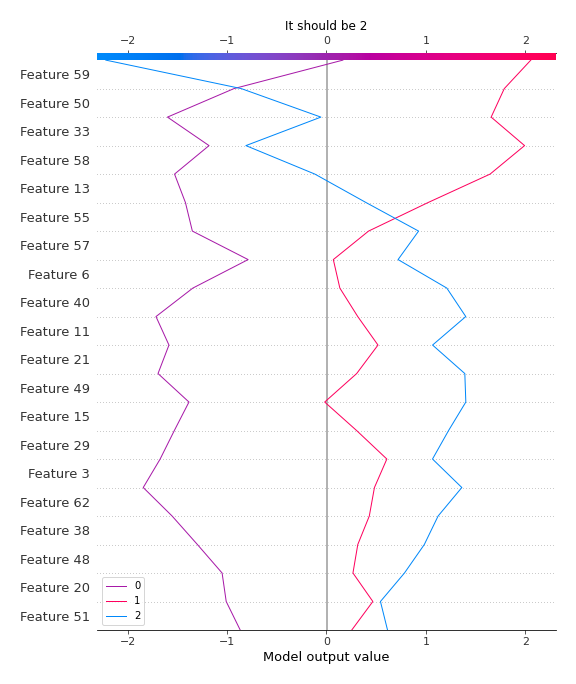 It should be 2
−2 −1 0 1 2
Feature 59
Feature 50
Feature 33
Feature 58
Feature 13
Feature 55
Feature 57
Feature 6
Feature 40
Feature 11
Feature 21
Feature 49
Feature 15
Feature 29
Feature 3
Feature 62
Feature 38
Feature 48
Feature 20
Feature 51
0
1
2
−2 −1 0 1 2
Model output value